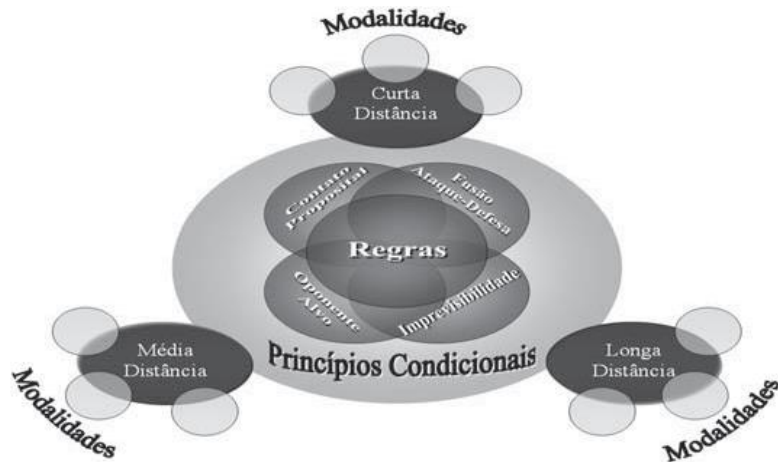 Modalidades
Curta
Distância
Contato
Proposital
Fusão
Ataque-Defesa
Regras
Oponente
Alvo
Imprevisibilidade
Princípios Condicionais
Média
Distância
Modalidades
Longa
Distância
Modalidades